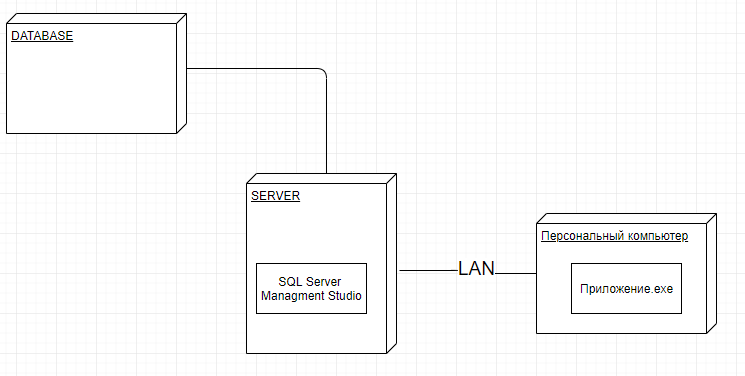 DATABASE
SERVER
SQL Server
Managment Studio
LAN
Персональный компьютер
Приложение.exe